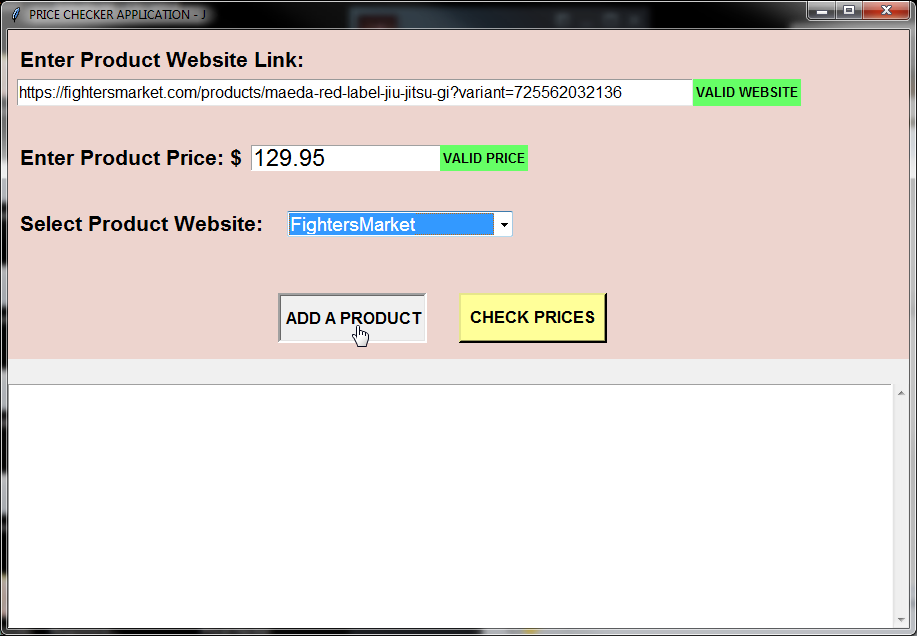 PRICE CHECKER APPLICATION - J
Enter Product Website Link:
https://fightersmarket.com/products/maeda-red-label-jiu-jitsu-gi?variant=725562032136 VALID WEBSITE
Enter Product Price: $ 129.95 VALID PRICE
Select Product Website: FightersMarket
ADD A PRODUCT CHECK PRICES